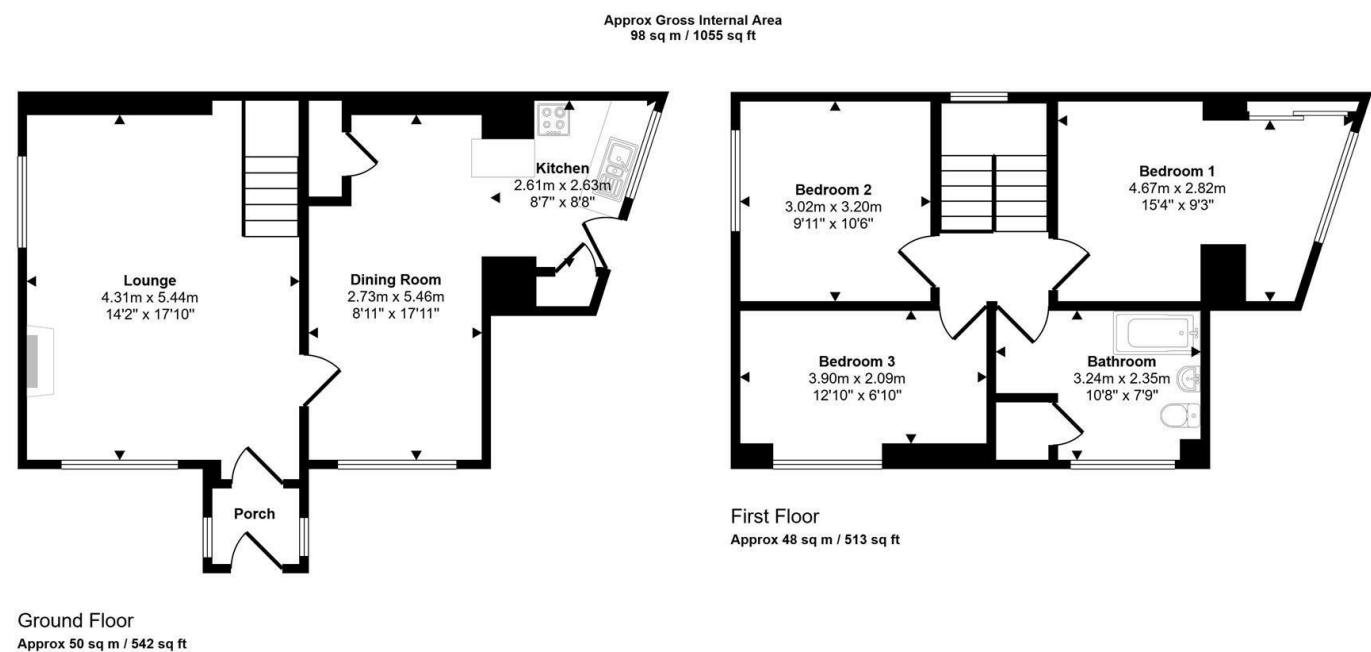 Approx Gross Internal Area
98 sq m / 1055 sq ft
Kitchen
2.61m x 2.63m
8'7" x 8'8"
Lounge
4.31m x 5.44m
14'2" x 17'10"
Dining Room
2.73m x 5.46m
8'11" x 17'11"
Porch
Ground Floor
Approx 50 sq m / 542 sq ft
Bedroom 1
4.67m x 2.82m
15'4" x 9'3"
Bedroom 2
3.02m x 3.20m
9'11" x 10'6"
Bedroom 3
3.90m x 2.09m
12'10" x 6'10"
Bathroom
3.24m x 2.35m
10'8" x 7'9"
First Floor
Approx 48 sq m / 513 sq ft